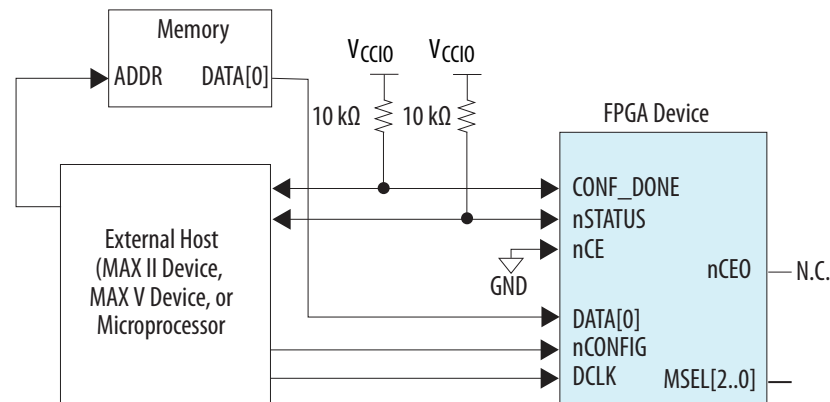 Memory
ADDR DATA[0]
VCCIO VCCIO
10 kΩ 10 kΩ
FPGA Device
External Host
(MAX II Device,
MAX V Device, or
Microprocessor
CONF_DONE
nSTATUS
nCE
GND
nCEO N.C.
DATA[0]
nCONFIG
DCLK
MSEL[2..0]